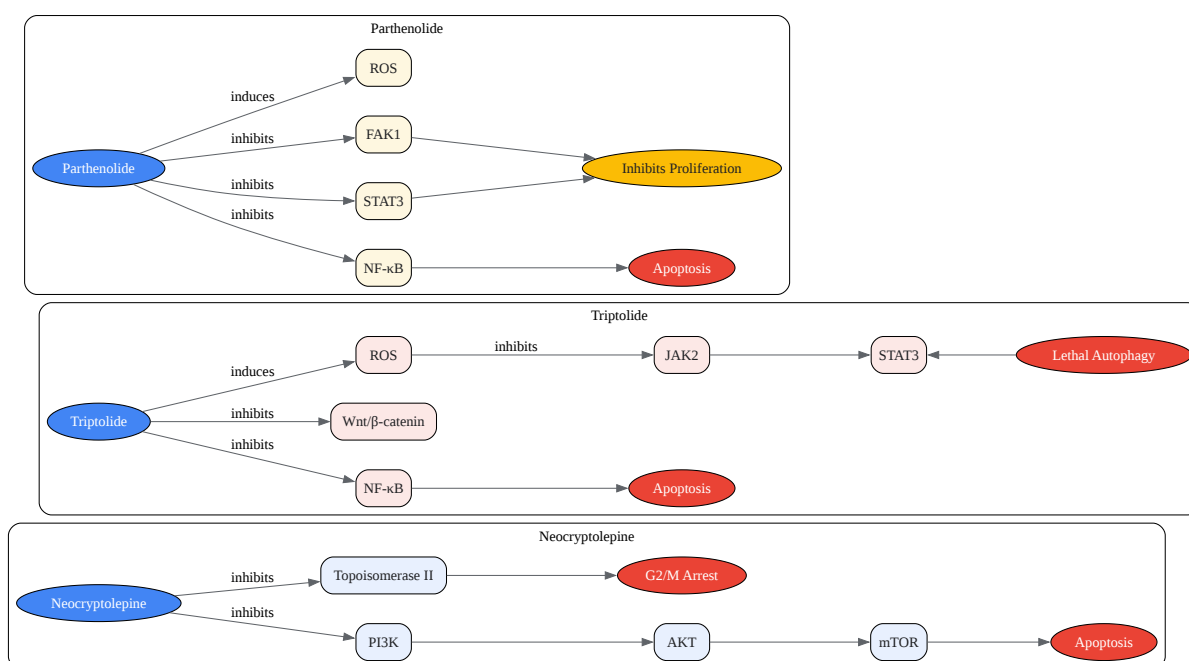 Parthenolide
ROS
induces
FAK1
inhibits
Parthenolide
Inhibits Proliferation
inhibits
STAT3
inhibits
NF-κB
Apoptosis
Triptolide
ROS
inhibits
JAK2
STAT3
Lethal Autophagy
induces
Triptolide
inhibits
Wnt/β-catenin
inhibits
NF-κB
Apoptosis
Neocryptolepine
inhibits
Topoisomerase II
G2/M Arrest
Neocryptolepine
inhibits
PI3K
AKT
mTOR
Apoptosis